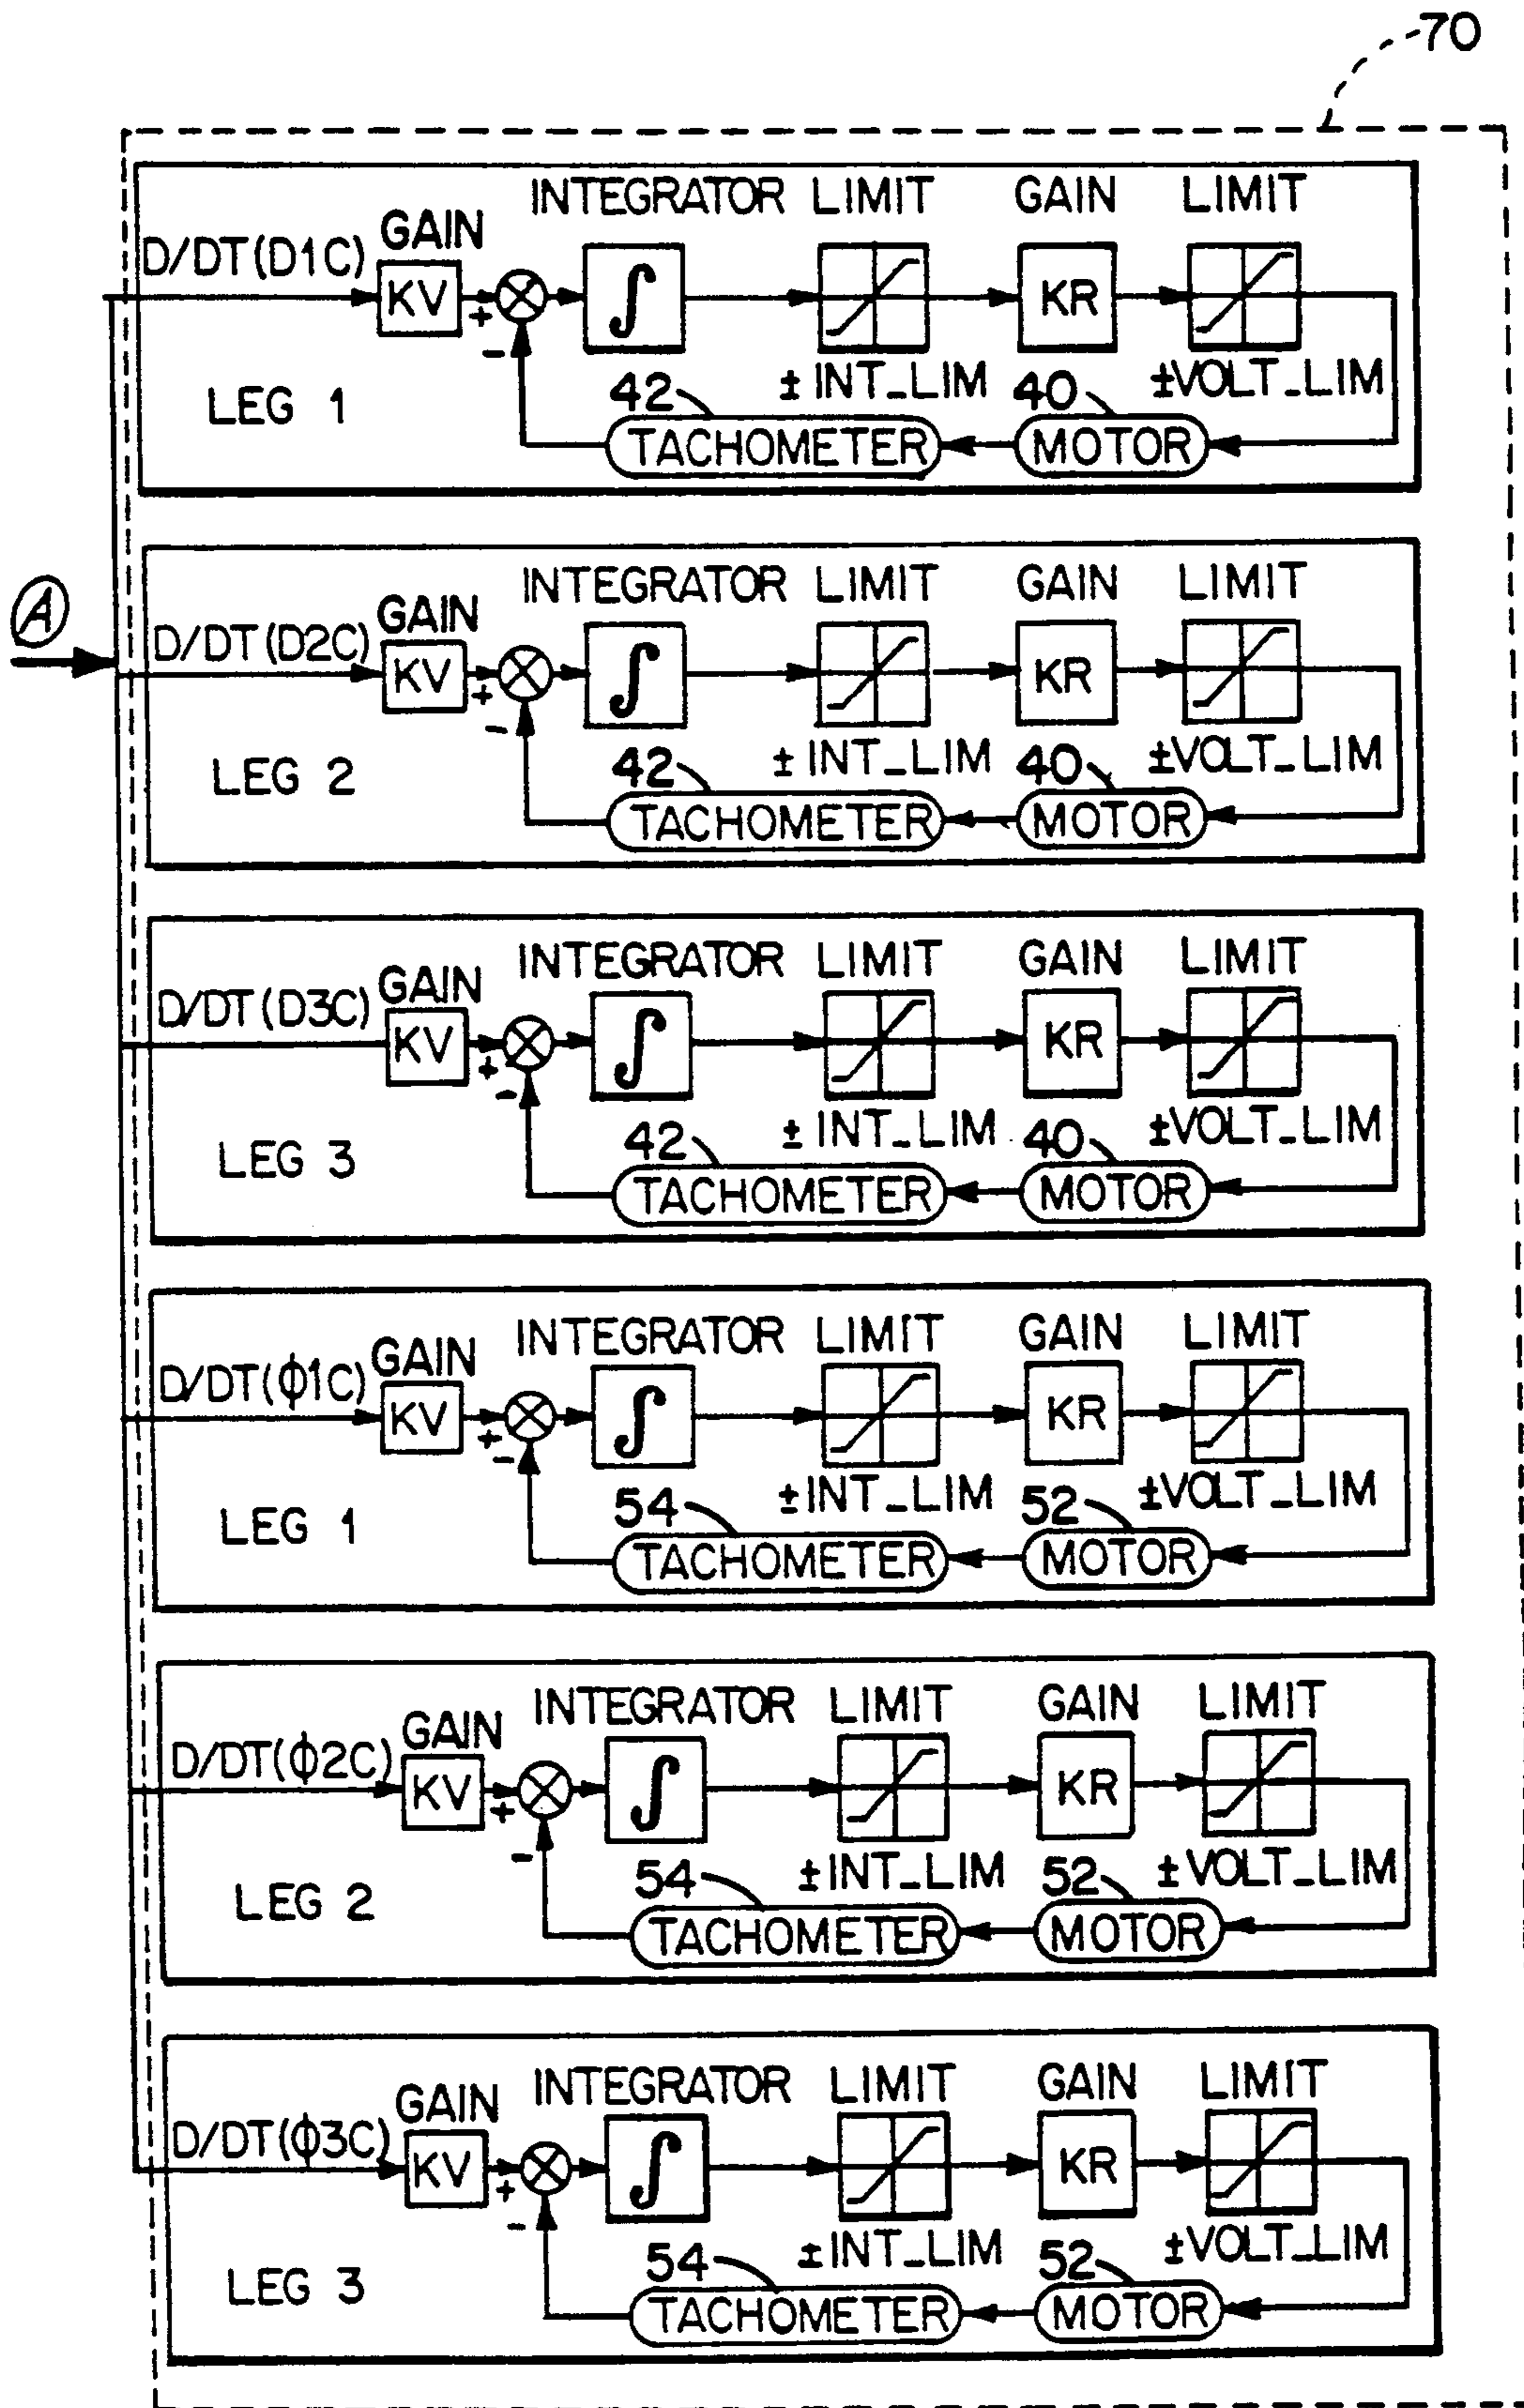 70
INTEGRATOR LIMIT GAIN LIMIT
D/DT(D1C) GAIN
KV ∫ KR
+
-
± INT_LIM ±VOLT_LIM
LEG 1 42 40
TACHOMETER MOTOR
A
INTEGRATOR LIMIT GAIN LIMIT
D/DT(D2C) GAIN
KV ∫ KR
+
-
± INT_LIM ±VOLT_LIM
LEG 2 42 40
TACHOMETER MOTOR
INTEGRATOR LIMIT GAIN LIMIT
D/DT(D3C) GAIN
KV ∫ KR
+
-
± INT_LIM ±VOLT_LIM
LEG 3 42 40
TACHOMETER MOTOR
INTEGRATOR LIMIT GAIN LIMIT
D/DT(ϕ1C) GAIN
KV ∫ KR
+
-
±INT_LIM ±VOLT_LIM
LEG 1 54 52
TACHOMETER MOTOR
INTEGRATOR LIMIT GAIN LIMIT
D/DT(ϕ2C) GAIN
KV ∫ KR
+
-
±INT_LIM ±VOLT_LIM
LEG 2 54 52
TACHOMETER MOTOR
INTEGRATOR LIMIT GAIN LIMIT
D/DT(ϕ3C) GAIN
KV ∫ KR
+
-
±INT_LIM ±VOLT_LIM
LEG 3 54 52
TACHOMETER MOTOR